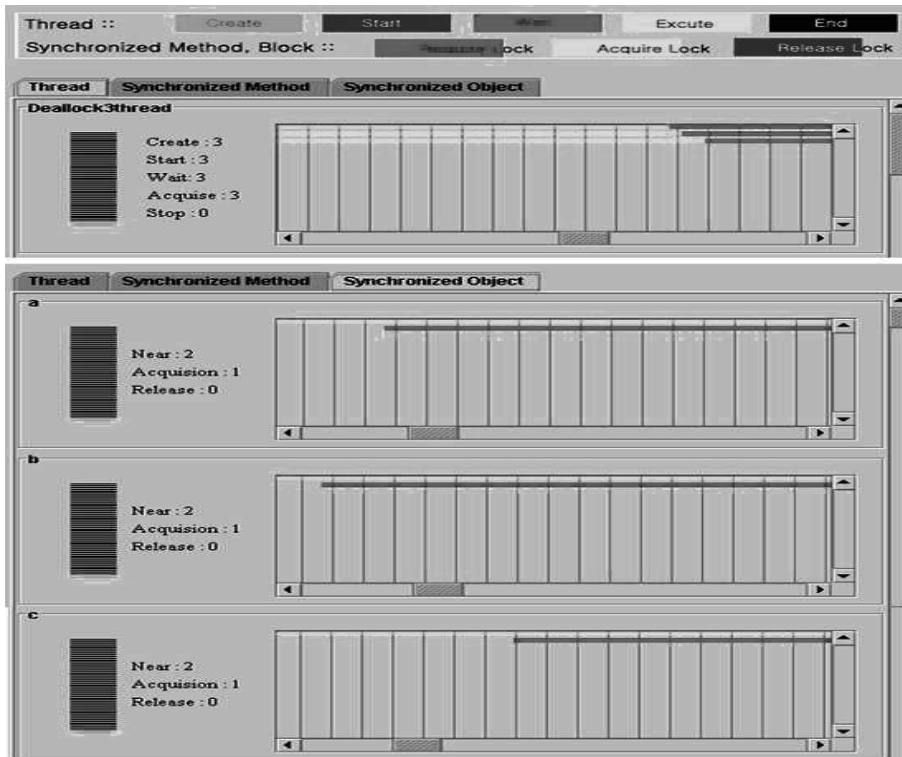 Thread :: Create Start Excute End
Synchronized Method, Block :: Lock Acquire Lock Release Lock
Thread Synchronized Method Synchronized Object
Deallock3thread
Create : 3
Start : 3
Wait: 3
Acquise : 3
Stop : 0
Thread Synchronized Method Synchronized Object
a
Near : 2
Acquision : 1
Release : 0
b
Near : 2
Acquision : 1
Release : 0
c
Near : 2
Acquision : 1
Release : 0